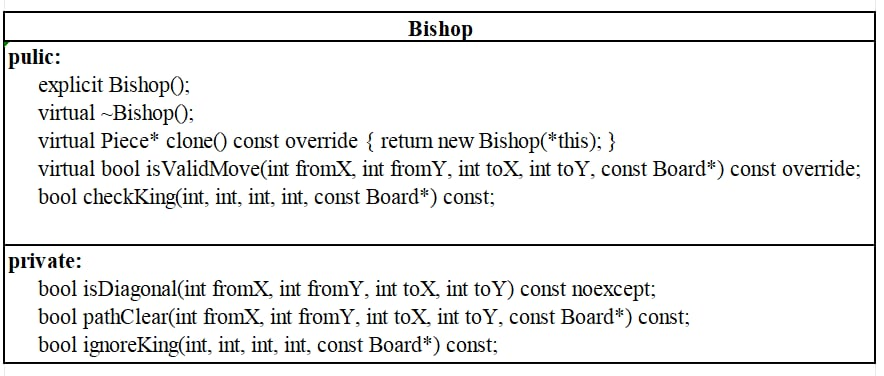 Bishop
pulic:
explicit Bishop();
virtual ~Bishop();
virtual Piece* clone() const override { return new Bishop(*this); }
virtual bool isValidMove(int fromX, int fromY, int toX, int toY, const Board*) const override;
bool checkKing(int, int, int, int, const Board*) const;
private:
bool isDiagonal(int fromX, int fromY, int toX, int toY) const noexcept;
bool pathClear(int fromX, int fromY, int toX, int toY, const Board*) const;
bool ignoreKing(int, int, int, int, const Board*) const;